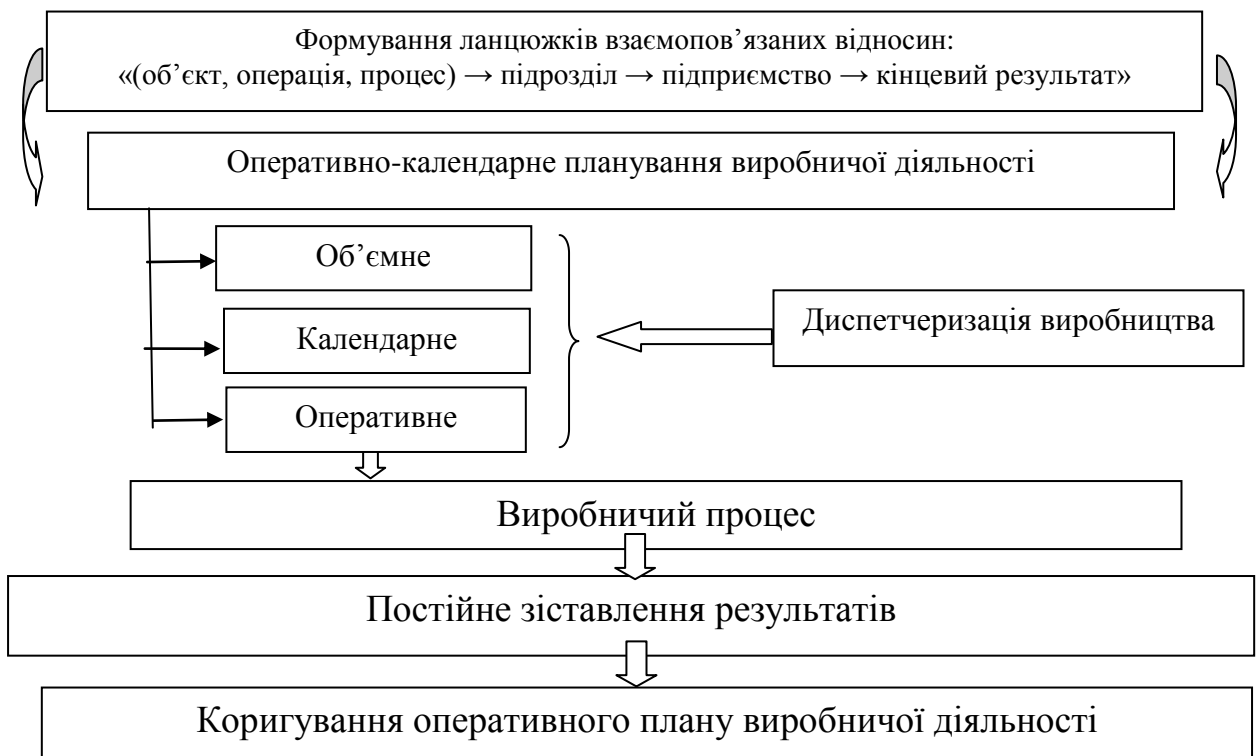 Формування ланцюжків взаємопов’язаних відносин:
«(об’єкт, операція, процес) → підрозділ → підприємство → кінцевий результат»
Оперативно-календарне планування виробничої діяльності
Об’ємне
Календарне
Оперативне
Диспетчеризація виробництва
Виробничий процес
Постійне зіставлення результатів
Коригування оперативного плану виробничої діяльності